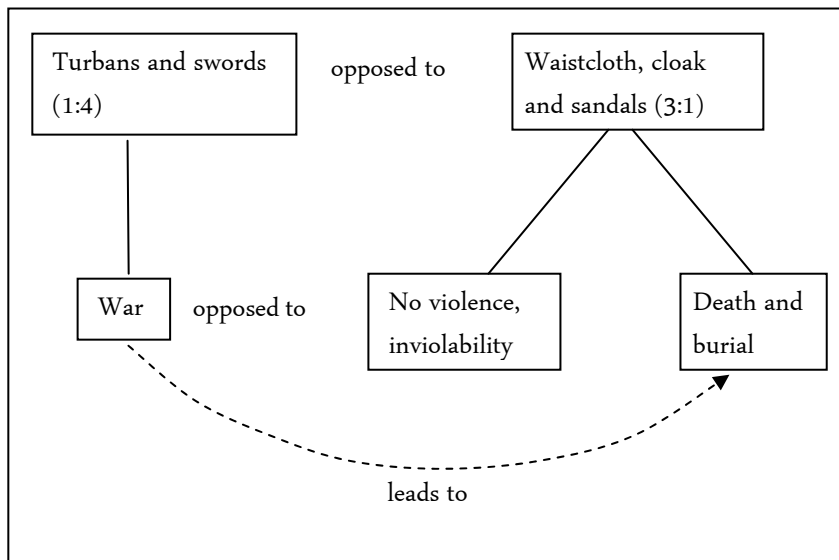 Turbans and swords
(1:4)
opposed to
Waistcloth, cloak
and sandals (3:1)
War
opposed to
No violence,
inviolability
Death and
burial
leads to